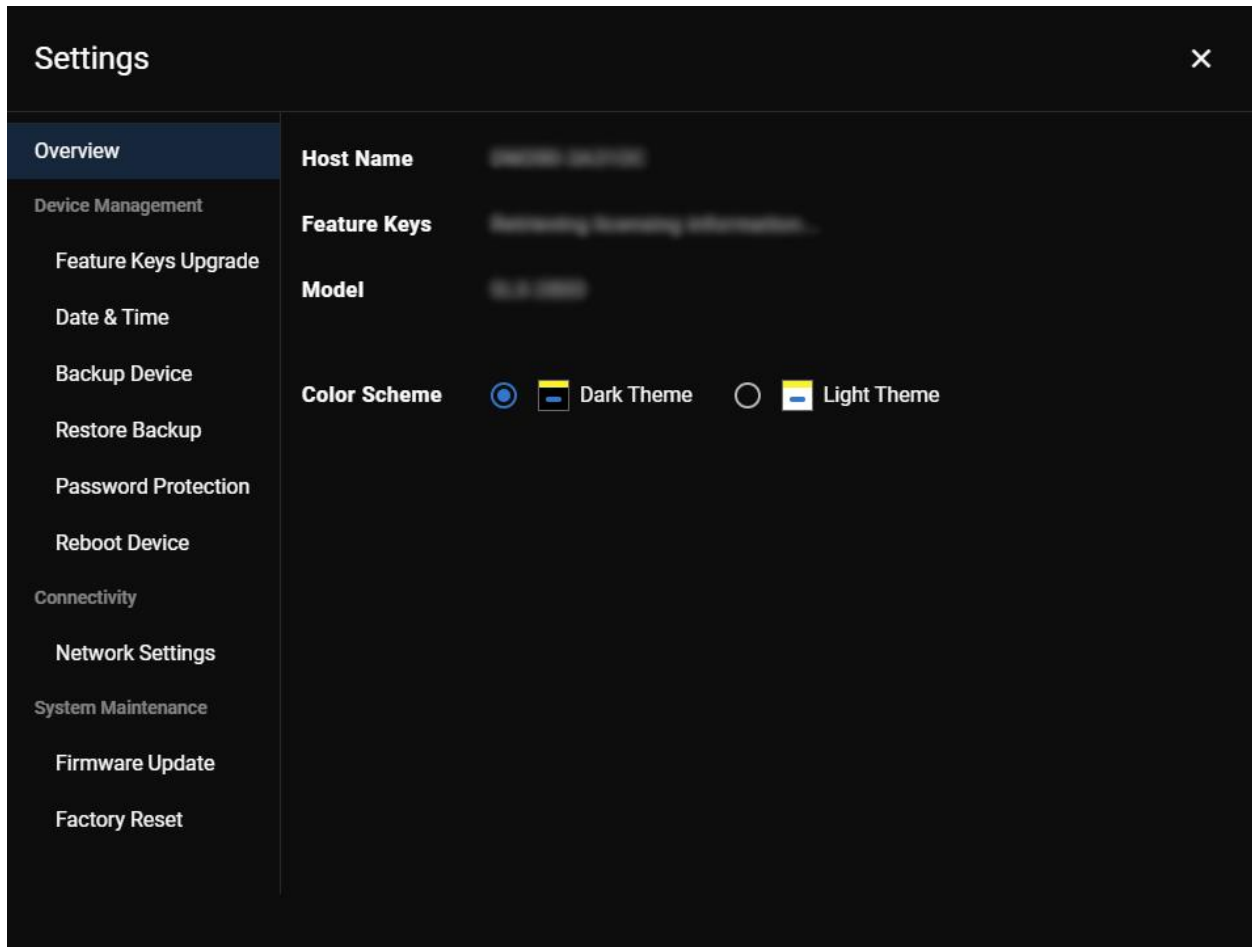 Settings
Overview
Device Management
Feature Keys Upgrade
Date & Time
Backup Device
Restore Backup
Password Protection
Reboot Device
Connectivity
Network Settings
System Maintenance
Firmware Update
Factory Reset
Host Name
Feature Keys
Model
Color Scheme Dark Theme Light Theme